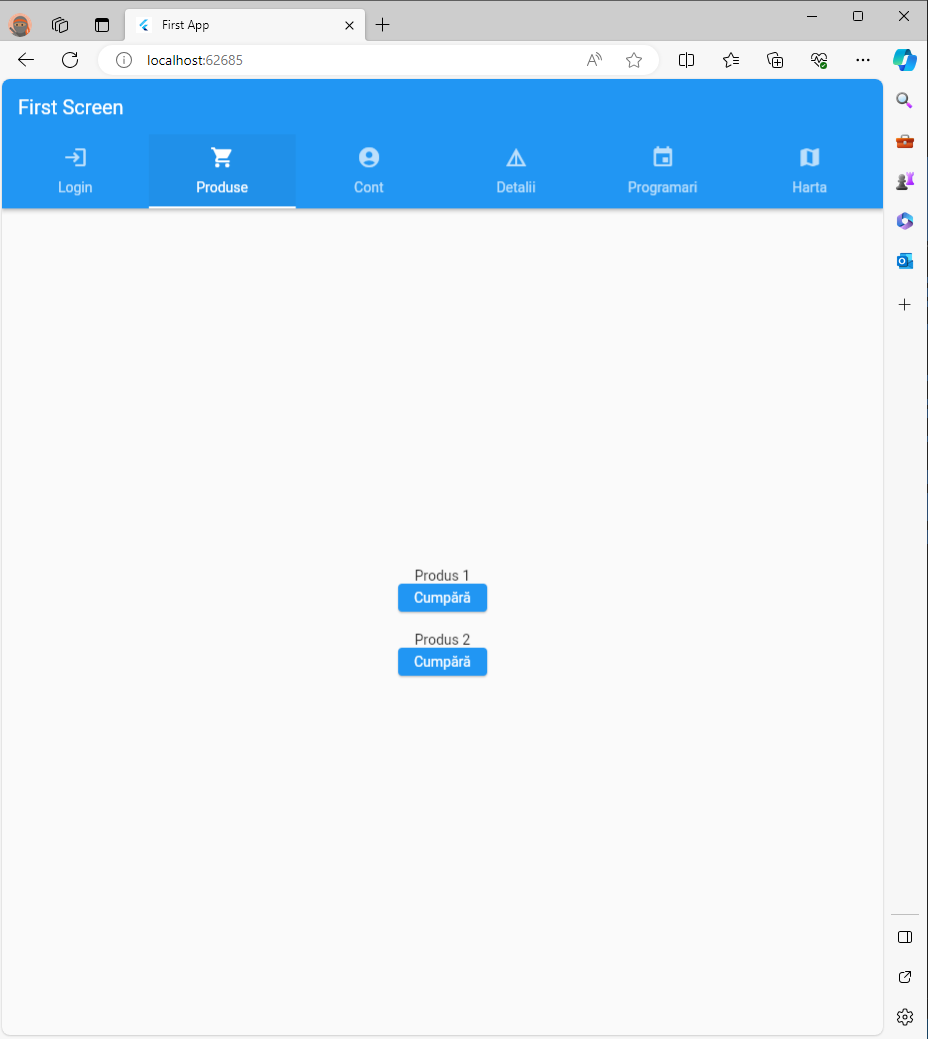 First App
localhost:62685
First Screen
Login
Produse
Cont
Detalii
Programari
Harta
Produs 1
Cumpără
Produs 2
Cumpără